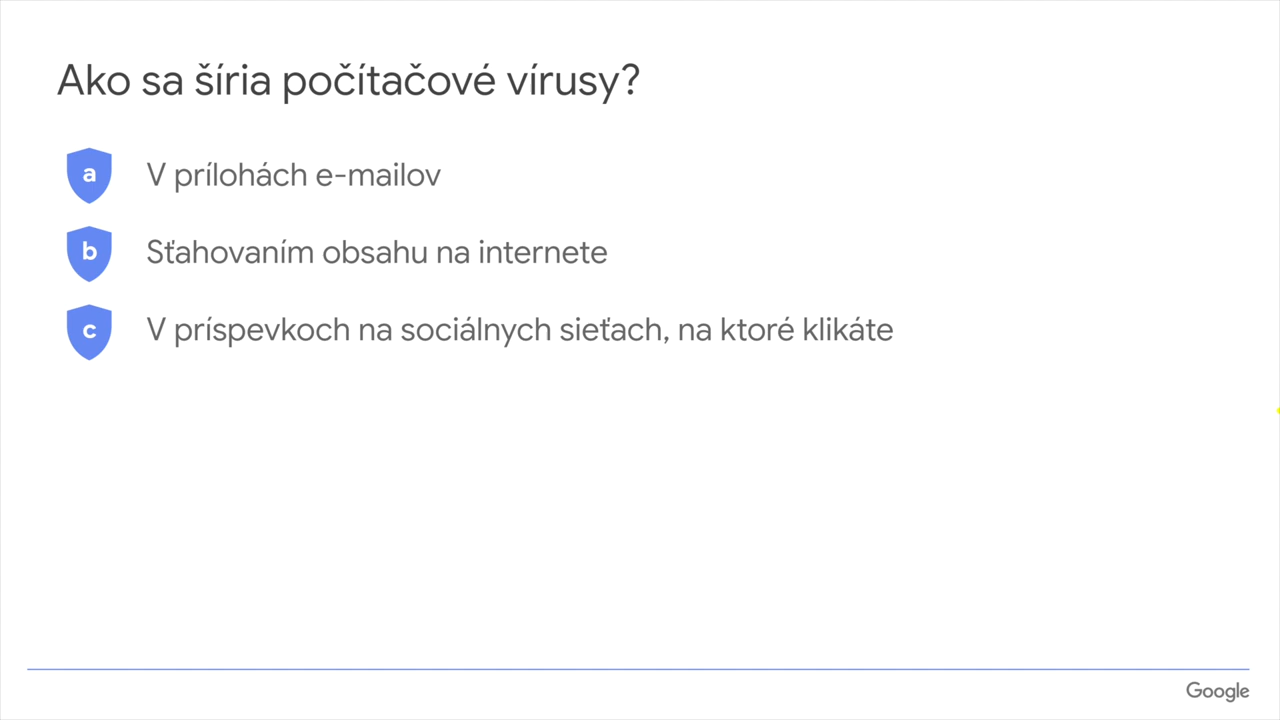 Ako sa šíria počítačové vírusy?
a V prílohách e-mailov
b Sťahovaním obsahu na internete
c V príspevkoch na sociálnych sieťach, na ktoré klikáte
Google